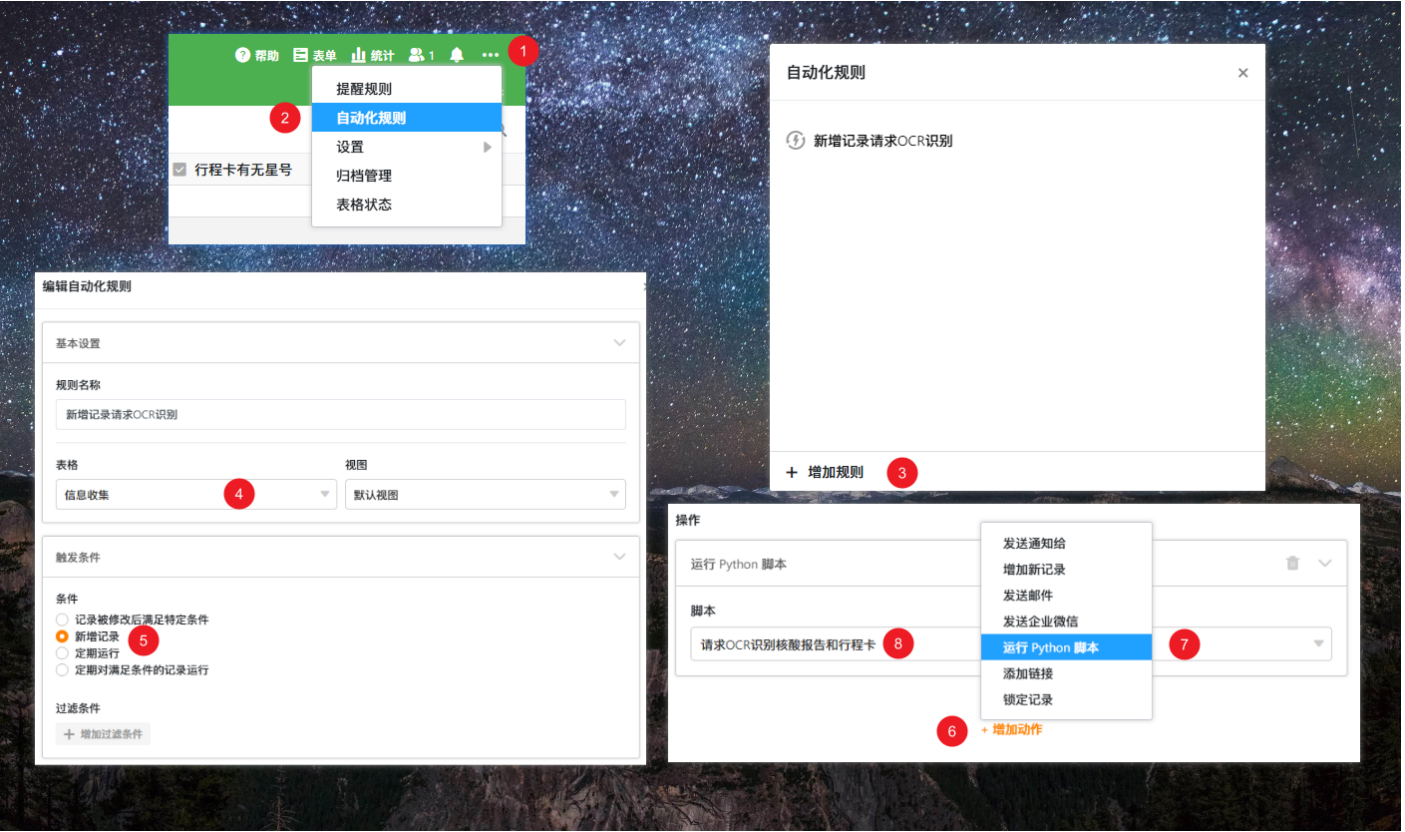 帮助 表单 统计 1 1
提醒规则
2 自动化规则
设置
行程卡有无星号
归档管理
表格状态
自动化规则
新增记录请求OCR识别
+ 增加规则 3
编辑自动化规则
基本设置
规则名称
新增记录请求OCR识别
表格 视图
信息收集 4 默认视图
触发条件
条件
记录被修改后满足特定条件
新增记录 5
定期运行
定期对满足条件的记录运行
过滤条件
+ 增加过滤条件
操作
运行 Python 脚本
脚本
请求OCR识别核酸报告和行程卡 8
发送通知给
增加新记录
发送邮件
发送企业微信
运行 Python 脚本 7
添加链接
锁定记录
6 + 增加动作